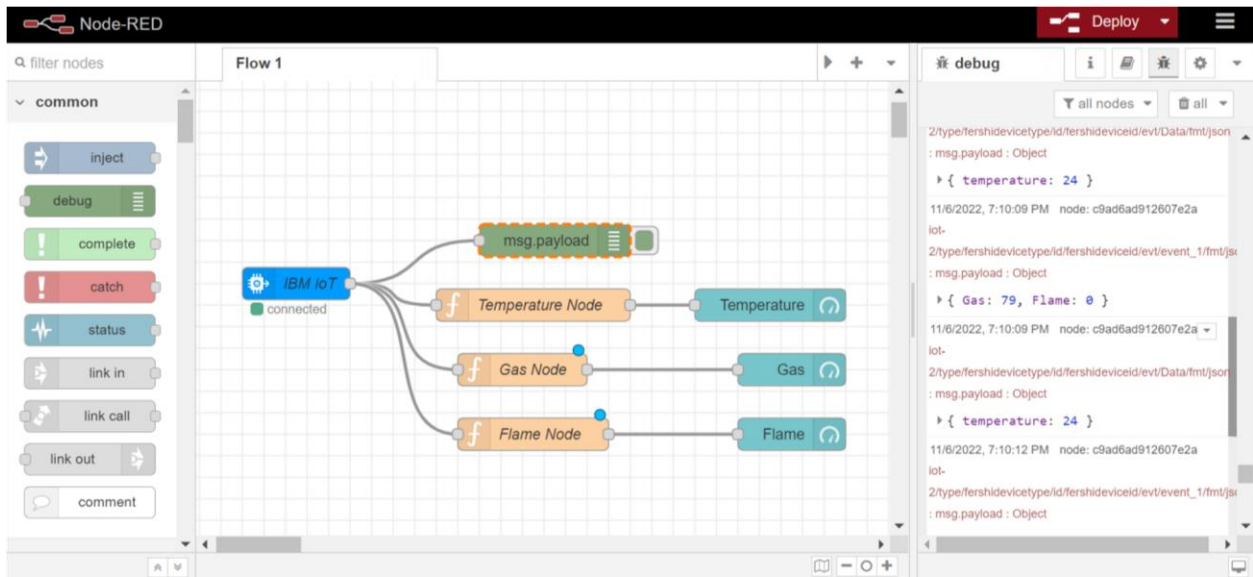 Node-RED
Deploy
filter nodes
common
inject
debug
complete
catch
status
link in
link call
link out
comment
Flow 1
msg.payload
IBM IoT
connected
Temperature Node
Temperature
Gas Node
Gas
Flame Node
Flame
debug
i
all nodes
all
2/type/fershidevicetype/id/fershideviceid/evt/Data/fmt/json
: msg.payload : Object
{ temperature: 24 }
11/6/2022, 7:10:09 PM node: c9ad6ad912607e2a
iot-
2/type/fershidevicetype/id/fershideviceid/evt/event_1/fmt/jso
: msg.payload : Object
{ Gas: 79, Flame: 0 }
11/6/2022, 7:10:09 PM node: c9ad6ad912607e2a
iot-
2/type/fershidevicetype/id/fershideviceid/evt/Data/fmt/json
: msg.payload : Object
{ temperature: 24 }
11/6/2022, 7:10:12 PM node: c9ad6ad912607e2a
iot-
2/type/fershidevicetype/id/fershideviceid/evt/event_1/fmt/jso
: msg.payload : Object